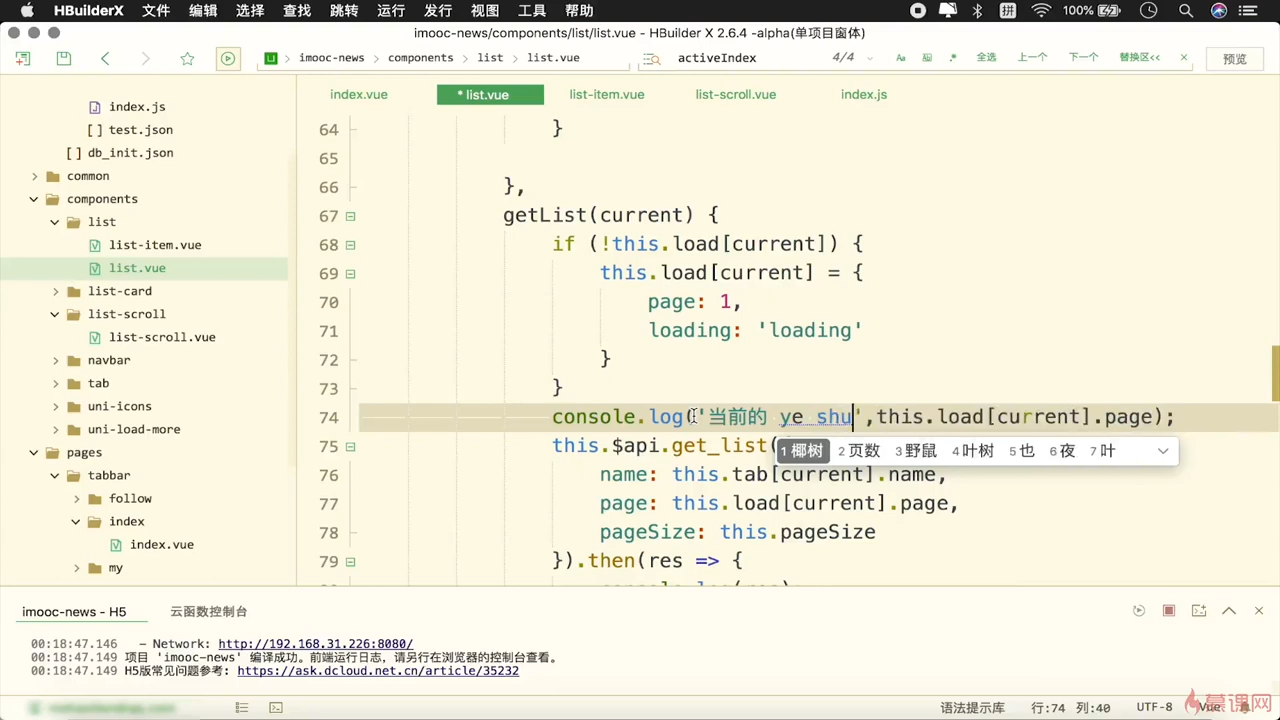 HBuilderX 文件 编辑 选择 查找 跳转 运行 发行 视图 工具 帮助 拼 100%
imooc-news/components/list/list.vue - HBuilder X 2.6.4 -alpha(单项目窗体)
imooc-news components list list.vue activeIndex 4/4 Aa .* 全选 上一个 下一个 替换区<< 预览
index.vue * list.vue list-item.vue list-scroll.vue index.js
index.js
[ ] test.json
[ ] db_init.json
common
components
list
list-item.vue
list.vue
list-card
list-scroll
list-scroll.vue
navbar
tab
uni-icons
uni-load-more
pages
tabbar
follow
index
index.vue
my
64 }
65
66 },
67 getList(current) {
68 if (!this.load[current]) {
69 this.load[current] = {
70 page: 1,
71 loading: 'loading'
72 }
73 }
74 console.log('当前的 ye shu',this.load[current].page);
1 椰树 2 页数 3 野鼠 4 叶树 5 也 6 夜 7 叶
75 this.$api.get_list({
76 name: this.tab[current].name,
77 page: this.load[current].page,
78 pageSize: this.pageSize
79 }).then(res => {
imooc-news - H5 云函数控制台
00:18:47.146 - Network: http://192.168.31.226:8080/
00:18:47.149 项目 'imooc-news' 编译成功。前端运行日志，请另行在浏览器的控制台查看。
00:18:47.149 H5版常见问题参考: https://ask.dcloud.net.cn/article/35232
语法提示库 行:74 列:40 UTF-8 Vue
慕课网